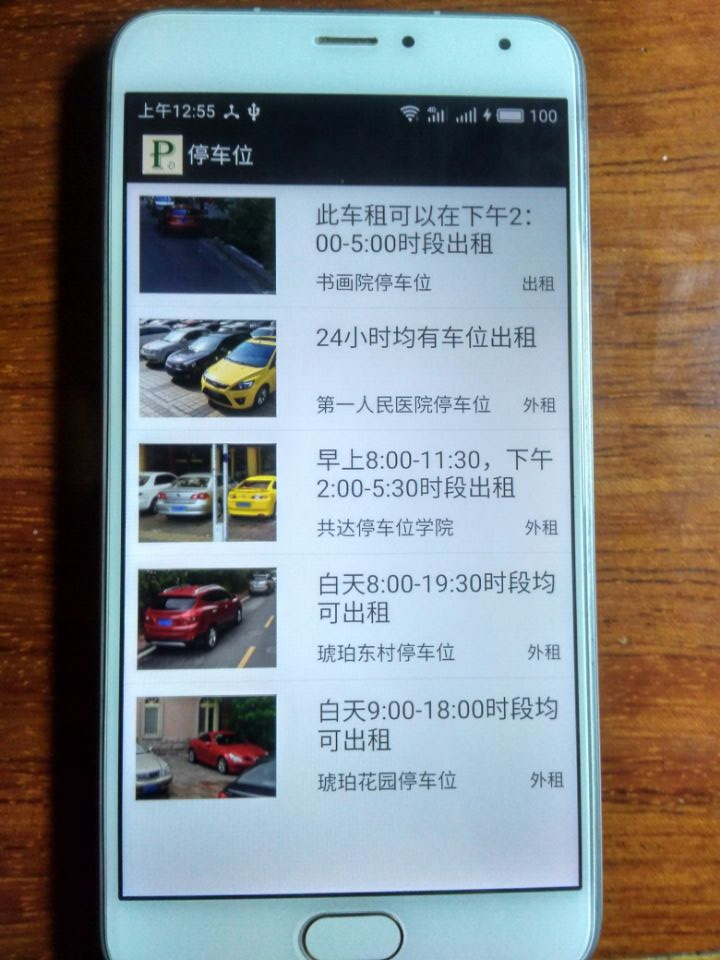 上午12:55
4G
100
P
停车位
此车租可以在下午2:
00-5:00时段出租
书画院停车位
出租
24小时均有车位出租
第一人民医院停车位
外租
早上8:00-11:30，下午
2:00-5:30时段出租
共达停车位学院
外租
白天8:00-19:30时段均
可出租
琥珀东村停车位
外租
白天9:00-18:00时段均
可出租
琥珀花园停车位
外租